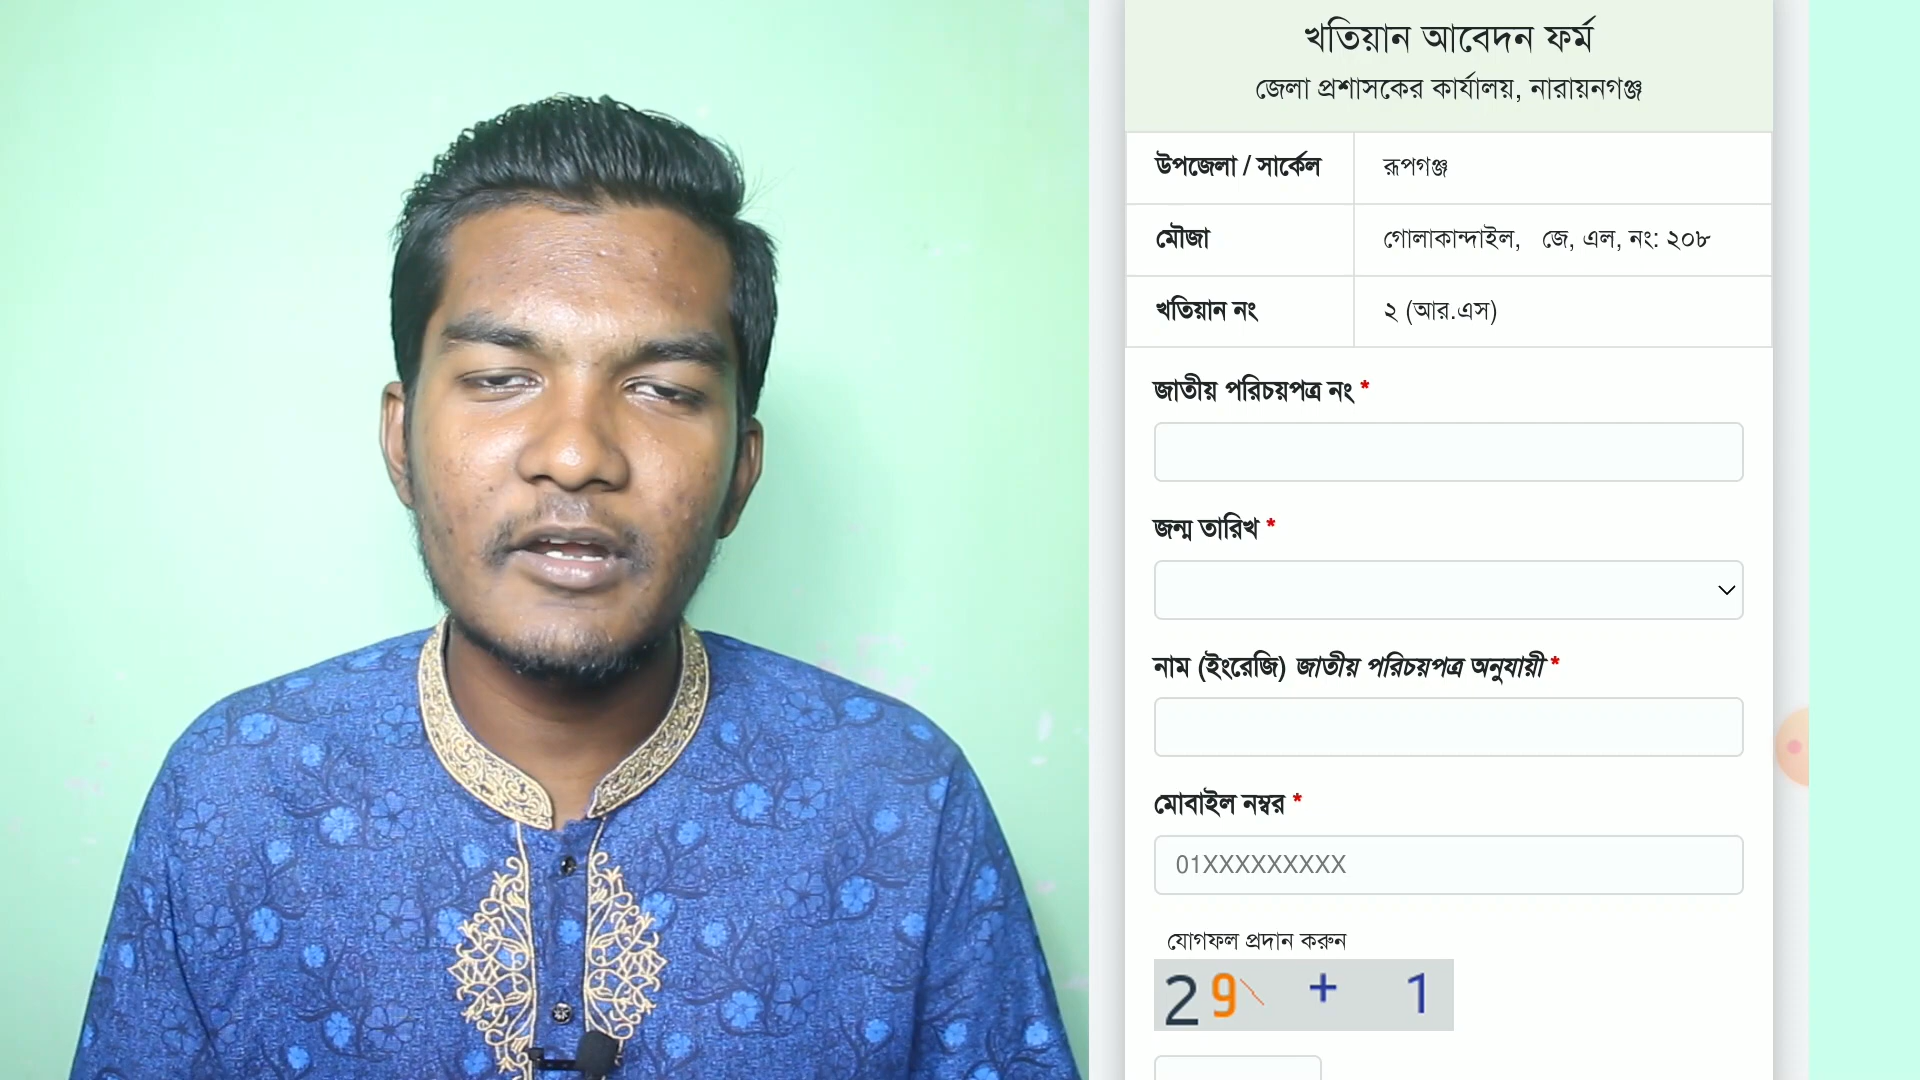 খতিয়ান আবেদন ফর্ম
জেলা প্রশাসকের কার্যালয়, নারায়নগঞ্জ
উপজেলা / সার্কেল রূপগঞ্জ
মৌজা গোলাকান্দাইল, জে, এল, নং: ২০৮
খতিয়ান নং ২ (আর.এস)
জাতীয় পরিচয়পত্র নং *
জন্ম তারিখ *
নাম (ইংরেজি) জাতীয় পরিচয়পত্র অনুযায়ী *
মোবাইল নম্বর *
01XXXXXXXXX
যোগফল প্রদান করুন
29 + 1